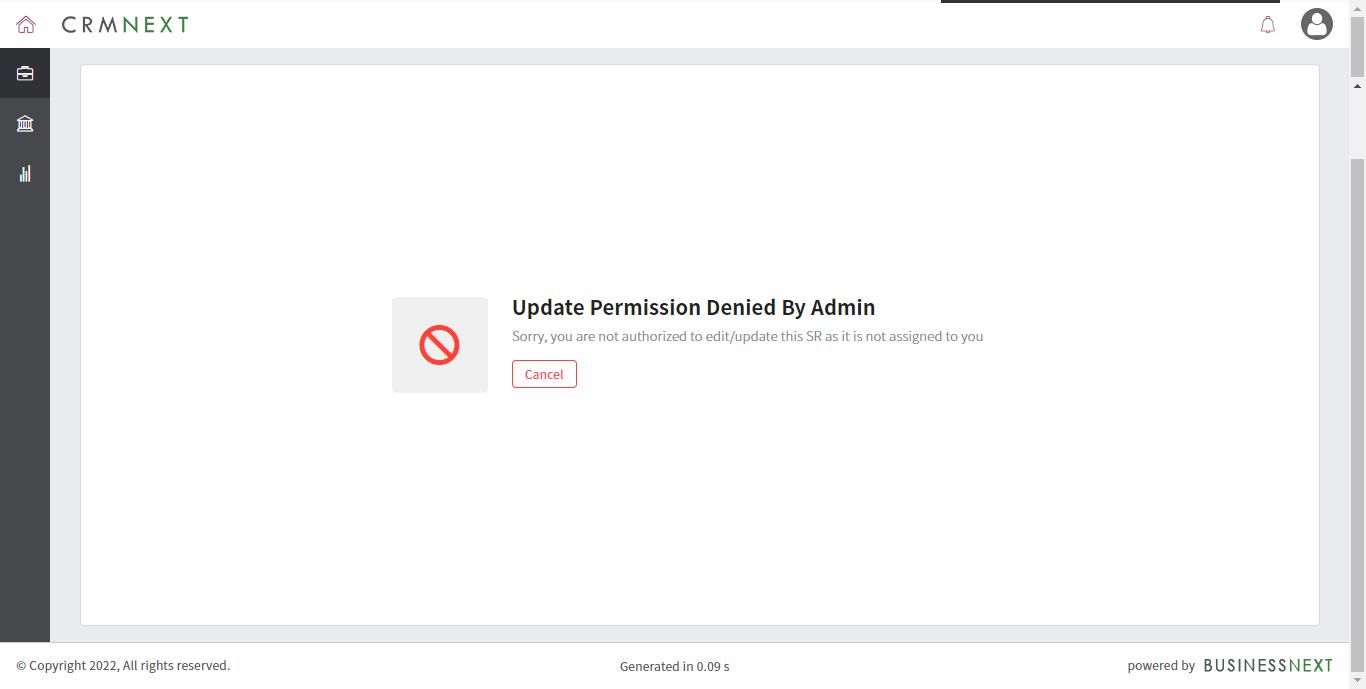 CRMNEXT
Update Permission Denied By Admin
Sorry, you are not authorized to edit/update this SR as it is not assigned to you
Cancel
© Copyright 2022, All rights reserved.
Generated in 0.09 s
powered by BUSINESSNEXT